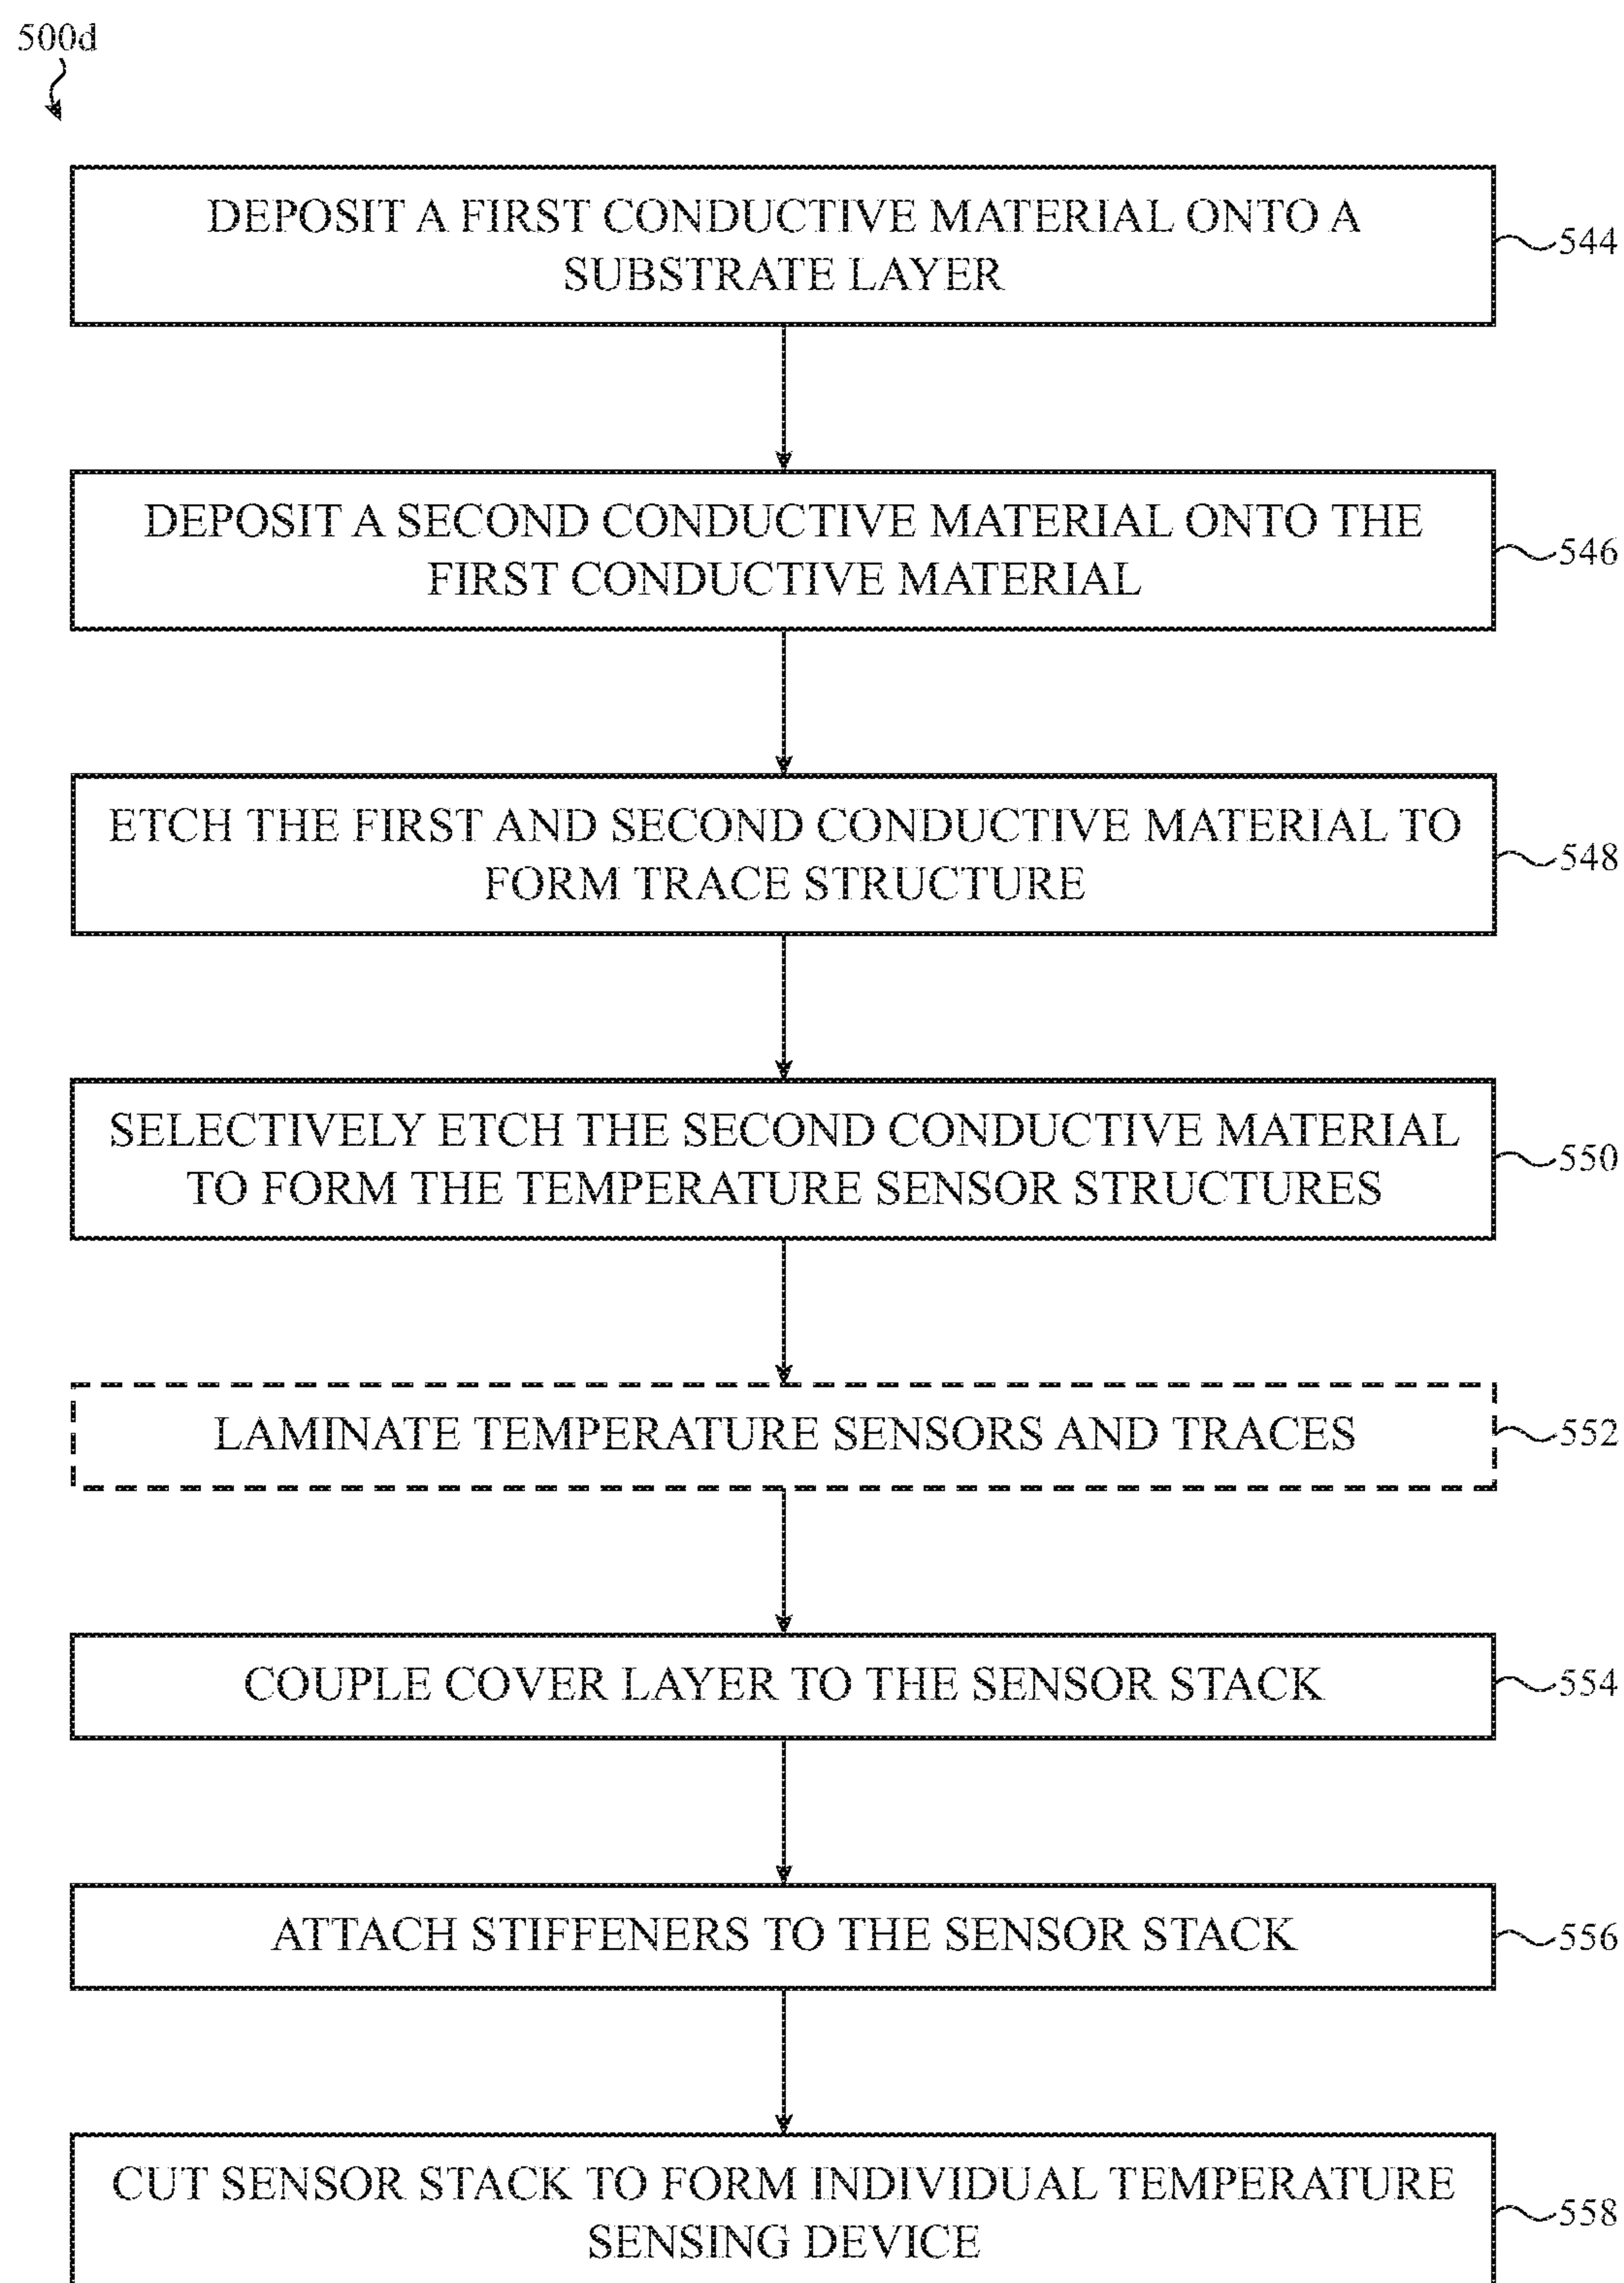 500d
DEPOSIT A FIRST CONDUCTIVE MATERIAL ONTO A
SUBSTRATE LAYER
544
DEPOSIT A SECOND CONDUCTIVE MATERIAL ONTO THE
FIRST CONDUCTIVE MATERIAL
546
ETCH THE FIRST AND SECOND CONDUCTIVE MATERIAL TO
FORM TRACE STRUCTURE
548
SELECTIVELY ETCH THE SECOND CONDUCTIVE MATERIAL
TO FORM THE TEMPERATURE SENSOR STRUCTURES
550
LAMINATE TEMPERATURE SENSORS AND TRACES
552
COUPLE COVER LAYER TO THE SENSOR STACK
554
ATTACH STIFFENERS TO THE SENSOR STACK
556
CUT SENSOR STACK TO FORM INDIVIDUAL TEMPERATURE
SENSING DEVICE
558